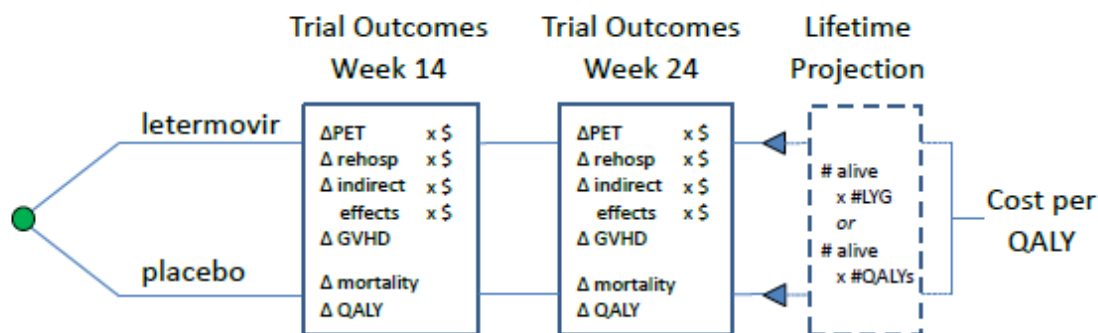 Trial Outcomes
Week 14
Trial Outcomes
Week 24
Lifetime
Projection
letermovir
placebo
ΔPET x $
Δ rehosp x $
Δ indirect x $
effects x $
Δ GVHD
Δ mortality
Δ QALY
ΔPET x $
Δ rehosp x $
Δ indirect x $
effects x $
Δ GVHD
Δ mortality
Δ QALY
# alive
x #LYG
or
# alive
x #QALYs
Cost per
QALY